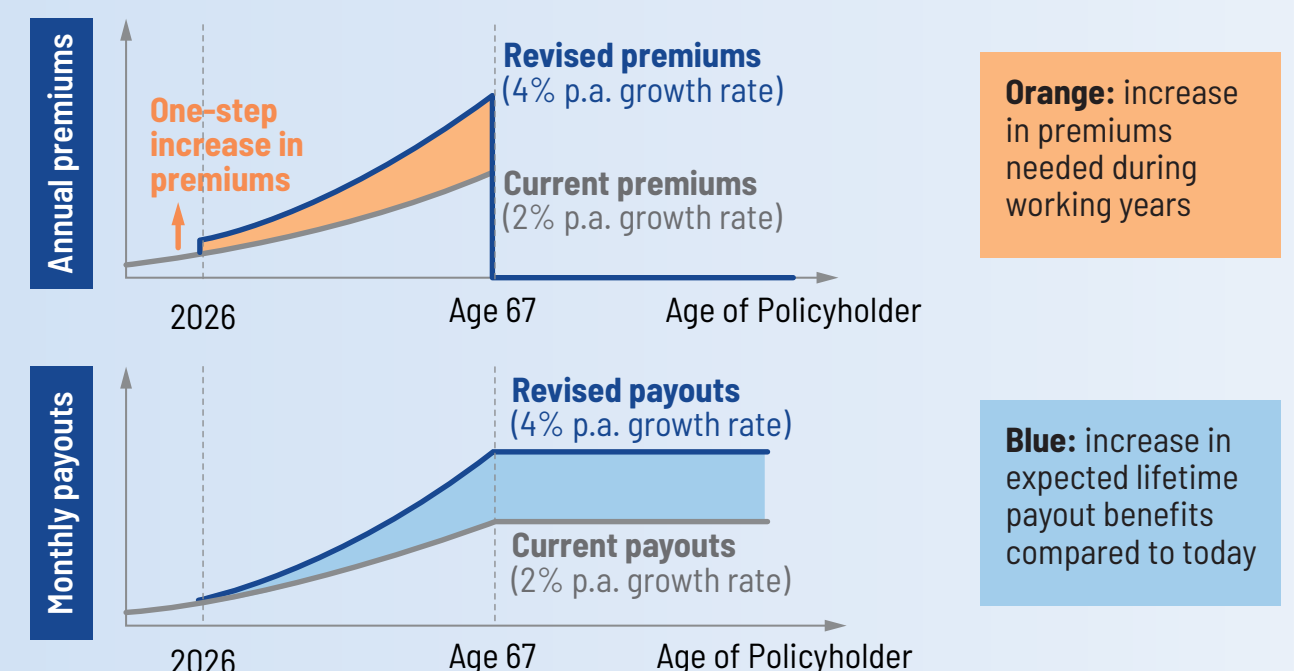 Annual premiums
One-step
increase in
premiums
Revised premiums
(4% p.a. growth rate)
Current premiums
(2% p.a. growth rate)
2026
Age 67
Age of Policyholder
Orange: increase
in premiums
needed during
working years
Monthly payouts
Revised payouts
(4% p.a. growth rate)
Current payouts
(2% p.a. growth rate)
2026
Age 67
Age of Policyholder
Blue: increase in
expected lifetime
payout benefits
compared to today